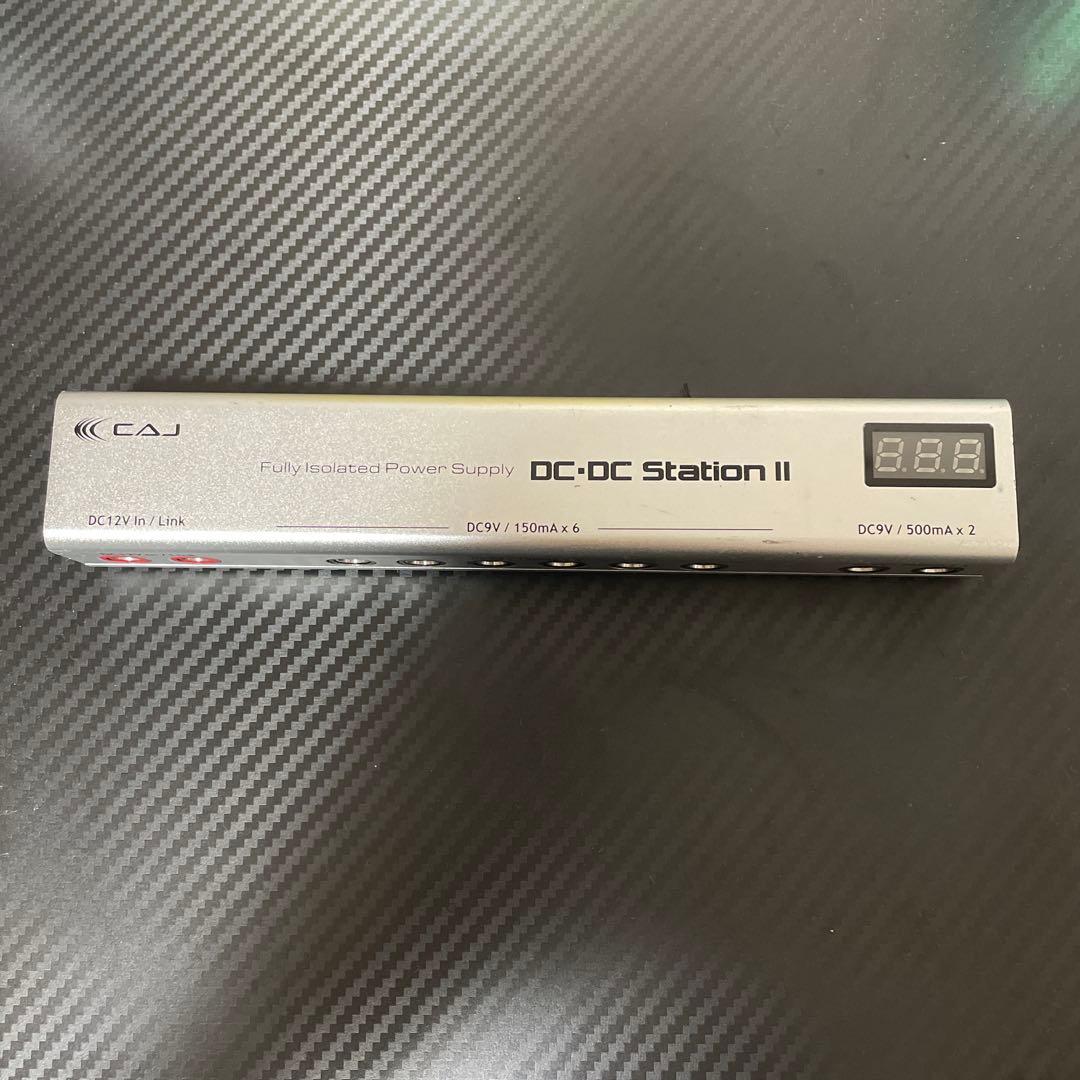 CAJ
Fully Isolated Power Supply DC·DC Station II
DC12V In / Link
DC9V / 150mA x 6
DC9V / 500mA x 2